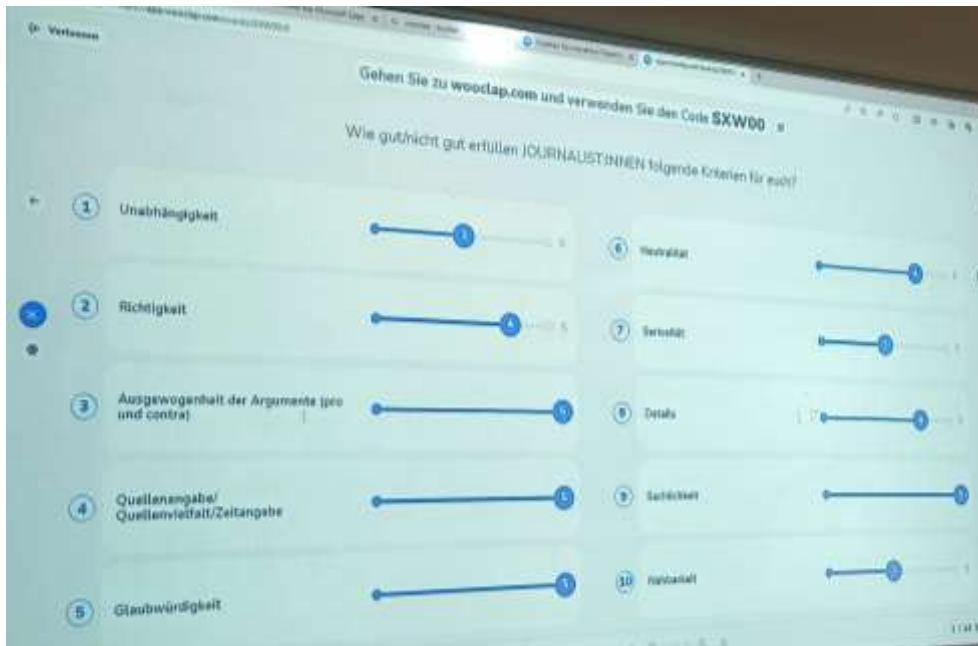 Verlassen
Gehen Sie zu wooclap.com und verwenden Sie den Code SXW00
Wie gut/nicht gut erfüllen JOURNALIST:INNEN folgende Kriterien für euch?
1 Unabhängigkeit
2 Richtigkeit
4
5
3 Ausgewogenheit der Argumente (pro
und contra)
4 Quellenangabe/
Quellenvielfalt/Zeitangabe
5 Glaubwürdigkeit
6 Neutralität
7 Seriosität
8 Details
9 Sachlichkeit
10 Nahbarkeit